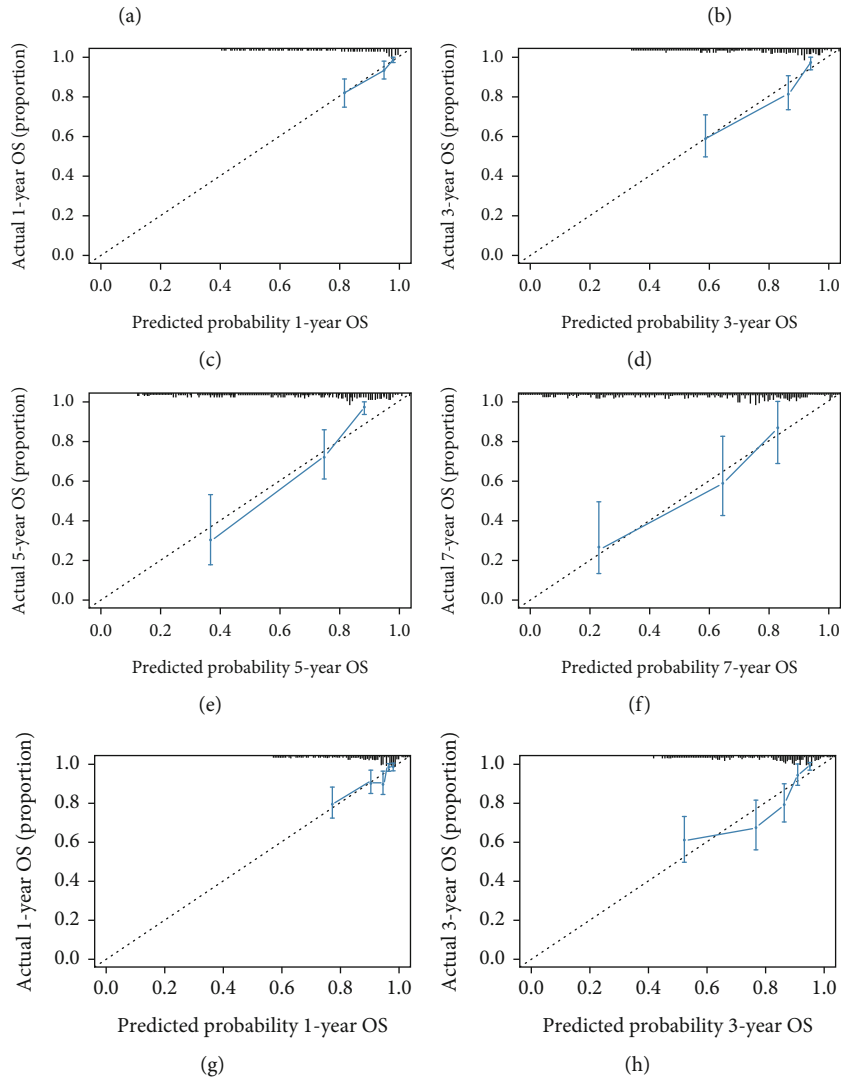 (a) (b)
Actual 1-year OS (proportion)
1.0
0.8
0.6
0.4
0.2
0.0
0.0 0.2 0.4 0.6 0.8 1.0
Predicted probability 1-year OS
(c)
Actual 3-year OS (proportion)
1.0
0.8
0.6
0.4
0.2
0.0
0.0 0.2 0.4 0.6 0.8 1.0
Predicted probability 3-year OS
(d)
Actual 5-year OS (proportion)
1.0
0.8
0.6
0.4
0.2
0.0
0.0 0.2 0.4 0.6 0.8 1.0
Predicted probability 5-year OS
(e)
Actual 7-year OS (proportion)
1.0
0.8
0.6
0.4
0.2
0.0
0.0 0.2 0.4 0.6 0.8 1.0
Predicted probability 7-year OS
(f)
Actual 1-year OS (proportion)
1.0
0.8
0.6
0.4
0.2
0.0
0.0 0.2 0.4 0.6 0.8 1.0
Predicted probability 1-year OS
(g)
Actual 3-year OS (proportion)
1.0
0.8
0.6
0.4
0.2
0.0
0.0 0.2 0.4 0.6 0.8 1.0
Predicted probability 3-year OS
(h)